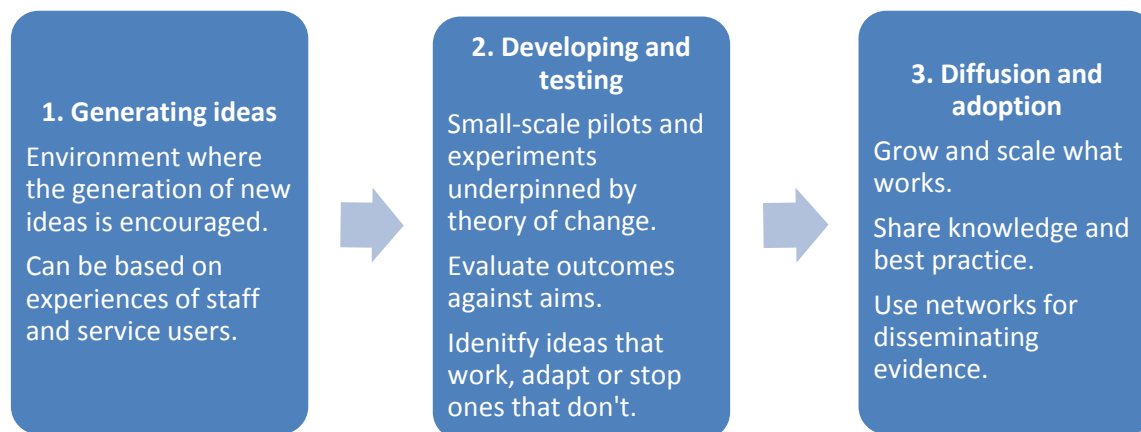 1. Generating ideas
Environment where
the generation of new
ideas is encouraged.
Can be based on
experiences of staff
and service users.
2. Developing and
testing
Small-scale pilots and
experiments
underpinned by
theory of change.
Evaluate outcomes
against aims.
Idenitfy ideas that
work, adapt or stop
ones that don't.
3. Diffusion and
adoption
Grow and scale what
works.
Share knowledge and
best practice.
Use networks for
disseminating
evidence.